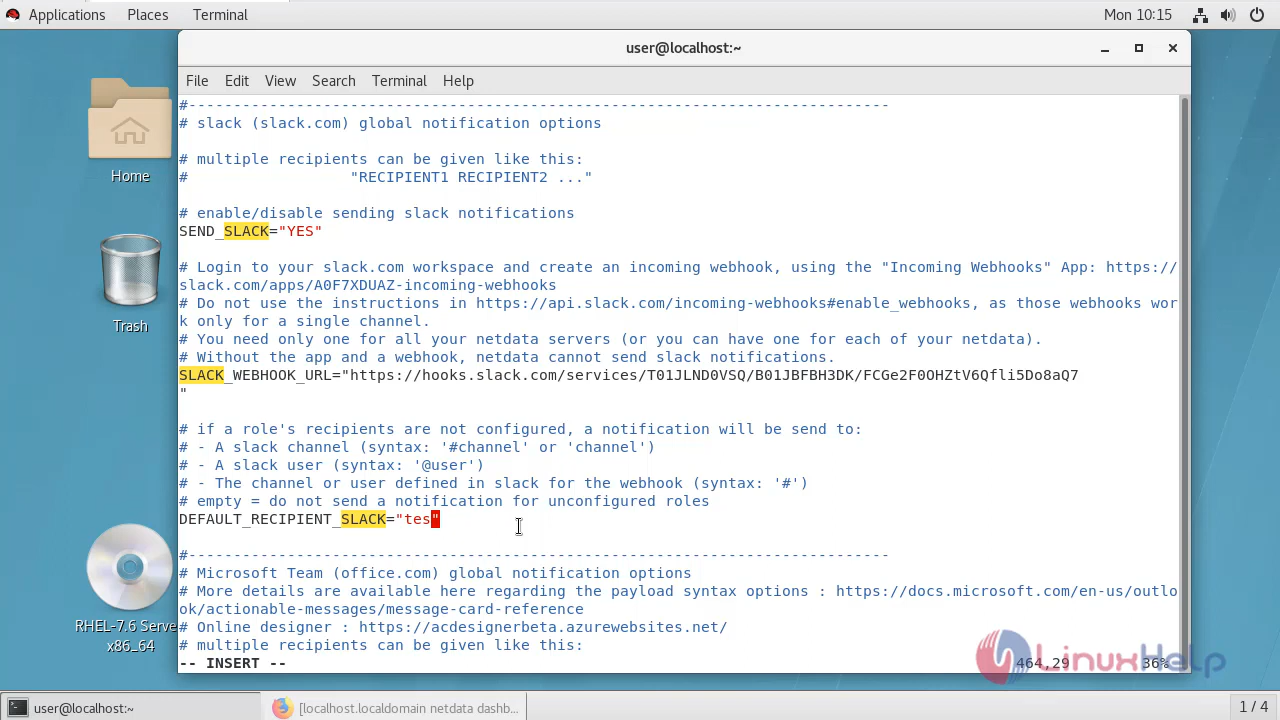 Applications Places Terminal Mon 10:15
user@localhost:~
File Edit View Search Terminal Help
#------------------------------------------------------------------------------
# slack (slack.com) global notification options
# multiple recipients can be given like this:
# "RECIPIENT1 RECIPIENT2 ..."
# enable/disable sending slack notifications
SEND_SLACK="YES"
# Login to your slack.com workspace and create an incoming webhook, using the "Incoming Webhooks" App: https://
slack.com/apps/A0F7XDUAZ-incoming-webhooks
# Do not use the instructions in https://api.slack.com/incoming-webhooks#enable_webhooks, as those webhooks wor
k only for a single channel.
# You need only one for all your netdata servers (or you can have one for each of your netdata).
# Without the app and a webhook, netdata cannot send slack notifications.
SLACK_WEBHOOK_URL="https://hooks.slack.com/services/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
"
# if a role's recipients are not configured, a notification will be send to:
# - A slack channel (syntax: '#channel' or 'channel')
# - A slack user (syntax: '@user')
# - The channel or user defined in slack for the webhook (syntax: '#')
# empty = do not send a notification for unconfigured roles
DEFAULT_RECIPIENT_SLACK="tes"
#------------------------------------------------------------------------------
# Microsoft Team (office.com) global notification options
# More details are available here regarding the payload syntax options : https://docs.microsoft.com/en-us/outlo
ok/actionable-messages/message-card-reference
# Online designer : https://acdesignerbeta.azurewebsites.net/
# multiple recipients can be given like this:
-- INSERT -- 464,29 36%
Home
Trash
RHEL-7.6 Serve
x86_64
LinuxHelp
user@localhost:~ [localhost.localdomain netdata dashb... 1 / 4